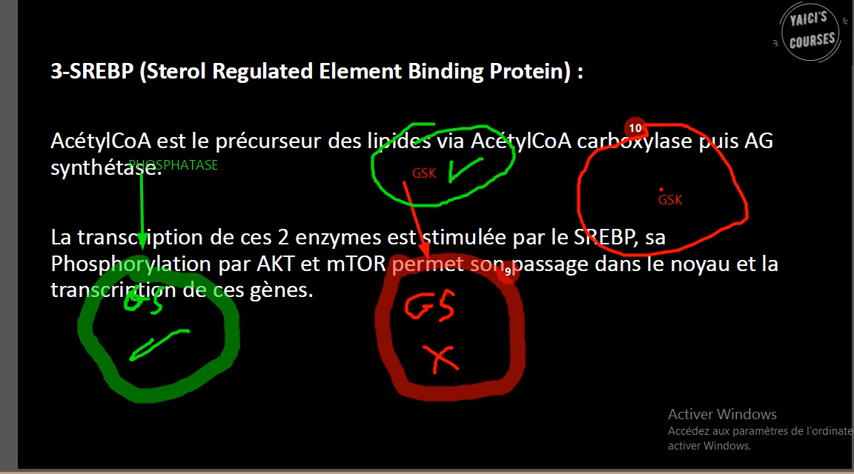 YAICI'S
COURSES
3-SREBP (Sterol Regulated Element Binding Protein) :
10
AcétylCoA est le précurseur des lipides via AcétylCoA carboxylase puis AG
synthétase.
PHOSPHATASE
GSK
GSK
La transcription de ces 2 enzymes est stimulée par le SREBP, sa
Phosphorylation par AKT et mTOR permet son passage dans le noyau et la
9
transcription de ces gènes.
GS
GS
X
Activer Windows
Accédez aux paramètres de l'ordinate
activer Windows.